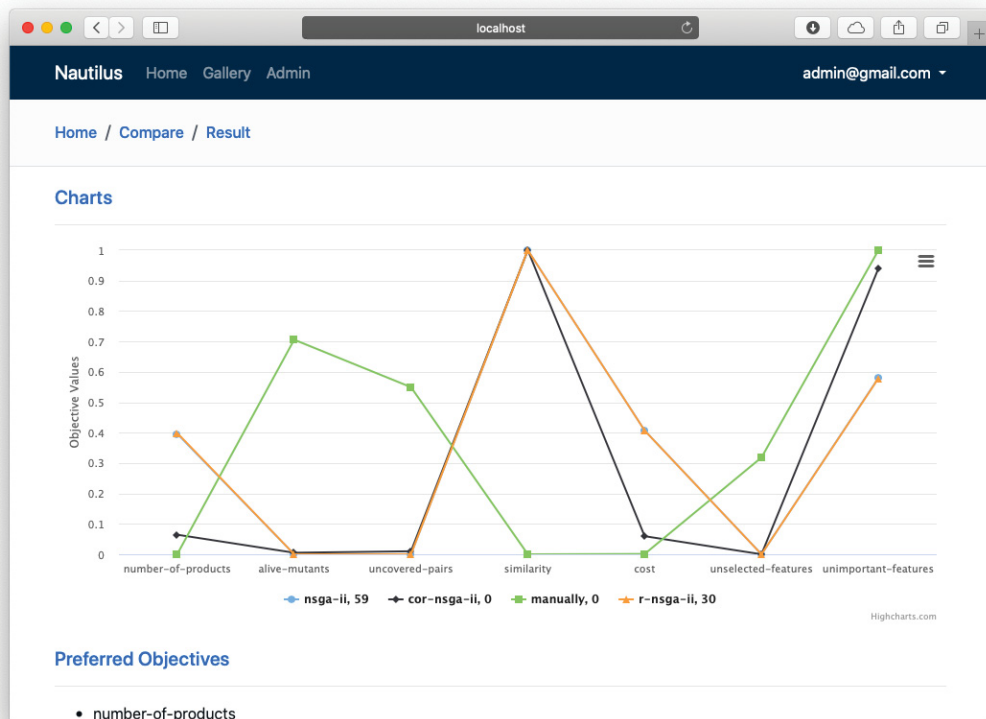 localhost
Nautilus Home Gallery Admin admin@gmail.com
Home / Compare / Result
Charts
1
0.9
0.8
0.7
0.6
0.5
0.4
0.3
0.2
0.1
0
Objective Values
number-of-products alive-mutants uncovered-pairs similarity cost unselected-features unimportant-features
nsga-ii, 59 cor-nsga-ii, 0 manually, 0 r-nsga-ii, 30
Highcharts.com
Preferred Objectives
• number-of-products